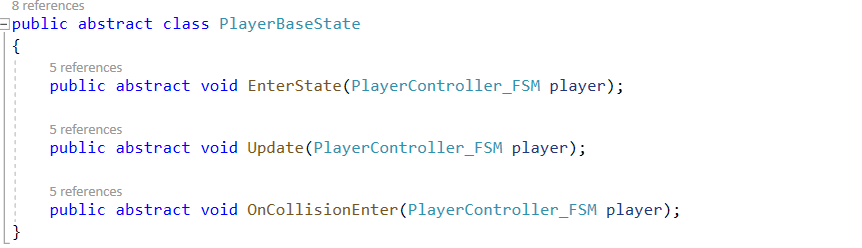 8 references
public abstract class PlayerBaseState
{
5 references
public abstract void EnterState(PlayerController_FSM player);
5 references
public abstract void Update(PlayerController_FSM player);
5 references
public abstract void OnCollisionEnter(PlayerController_FSM player);
}